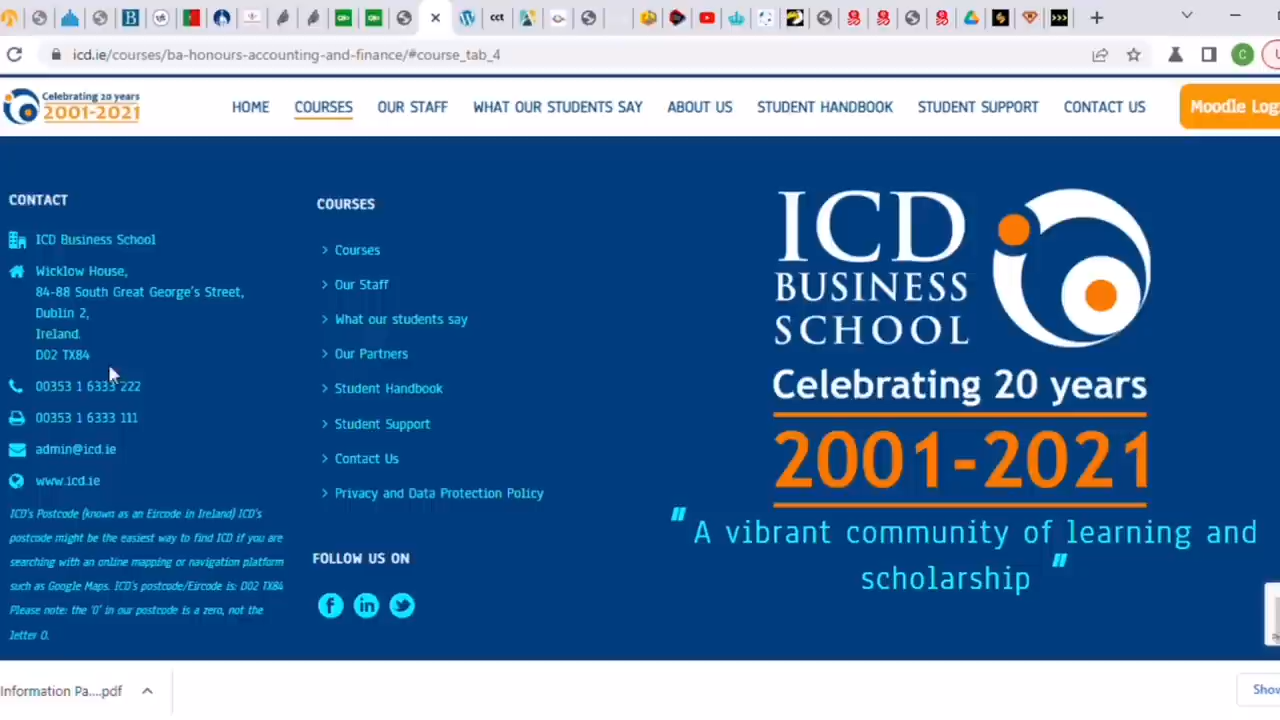 cct
icd.ie/courses/ba-honours-accounting-and-finance/#course_tab_4
C
Celebrating 20 years
2001-2021
HOME
COURSES
OUR STAFF
WHAT OUR STUDENTS SAY
ABOUT US
STUDENT HANDBOOK
STUDENT SUPPORT
CONTACT US
Moodle Log
CONTACT
ICD Business School
Wicklow House,
84-88 South Great George's Street,
Dublin 2,
Ireland.
D02 TX84
00353 1 6333 222
00353 1 6333 111
admin@icd.ie
www.icd.ie
ICD's Postcode (known as an Eircode in Ireland) ICD's
postcode might be the easiest way to find ICD if you are
searching with an online mapping or navigation platform
such as Google Maps. ICD's postcode/Eircode is: D02 TX84
Please note: the '0' in our postcode is a zero, not the
letter O.
COURSES
Courses
Our Staff
What our students say
Our Partners
Student Handbook
Student Support
Contact Us
Privacy and Data Protection Policy
FOLLOW US ON
ICD
BUSINESS
SCHOOL
Celebrating 20 years
2001-2021
" A vibrant community of learning and
scholarship "
Information Pa....pdf
Show